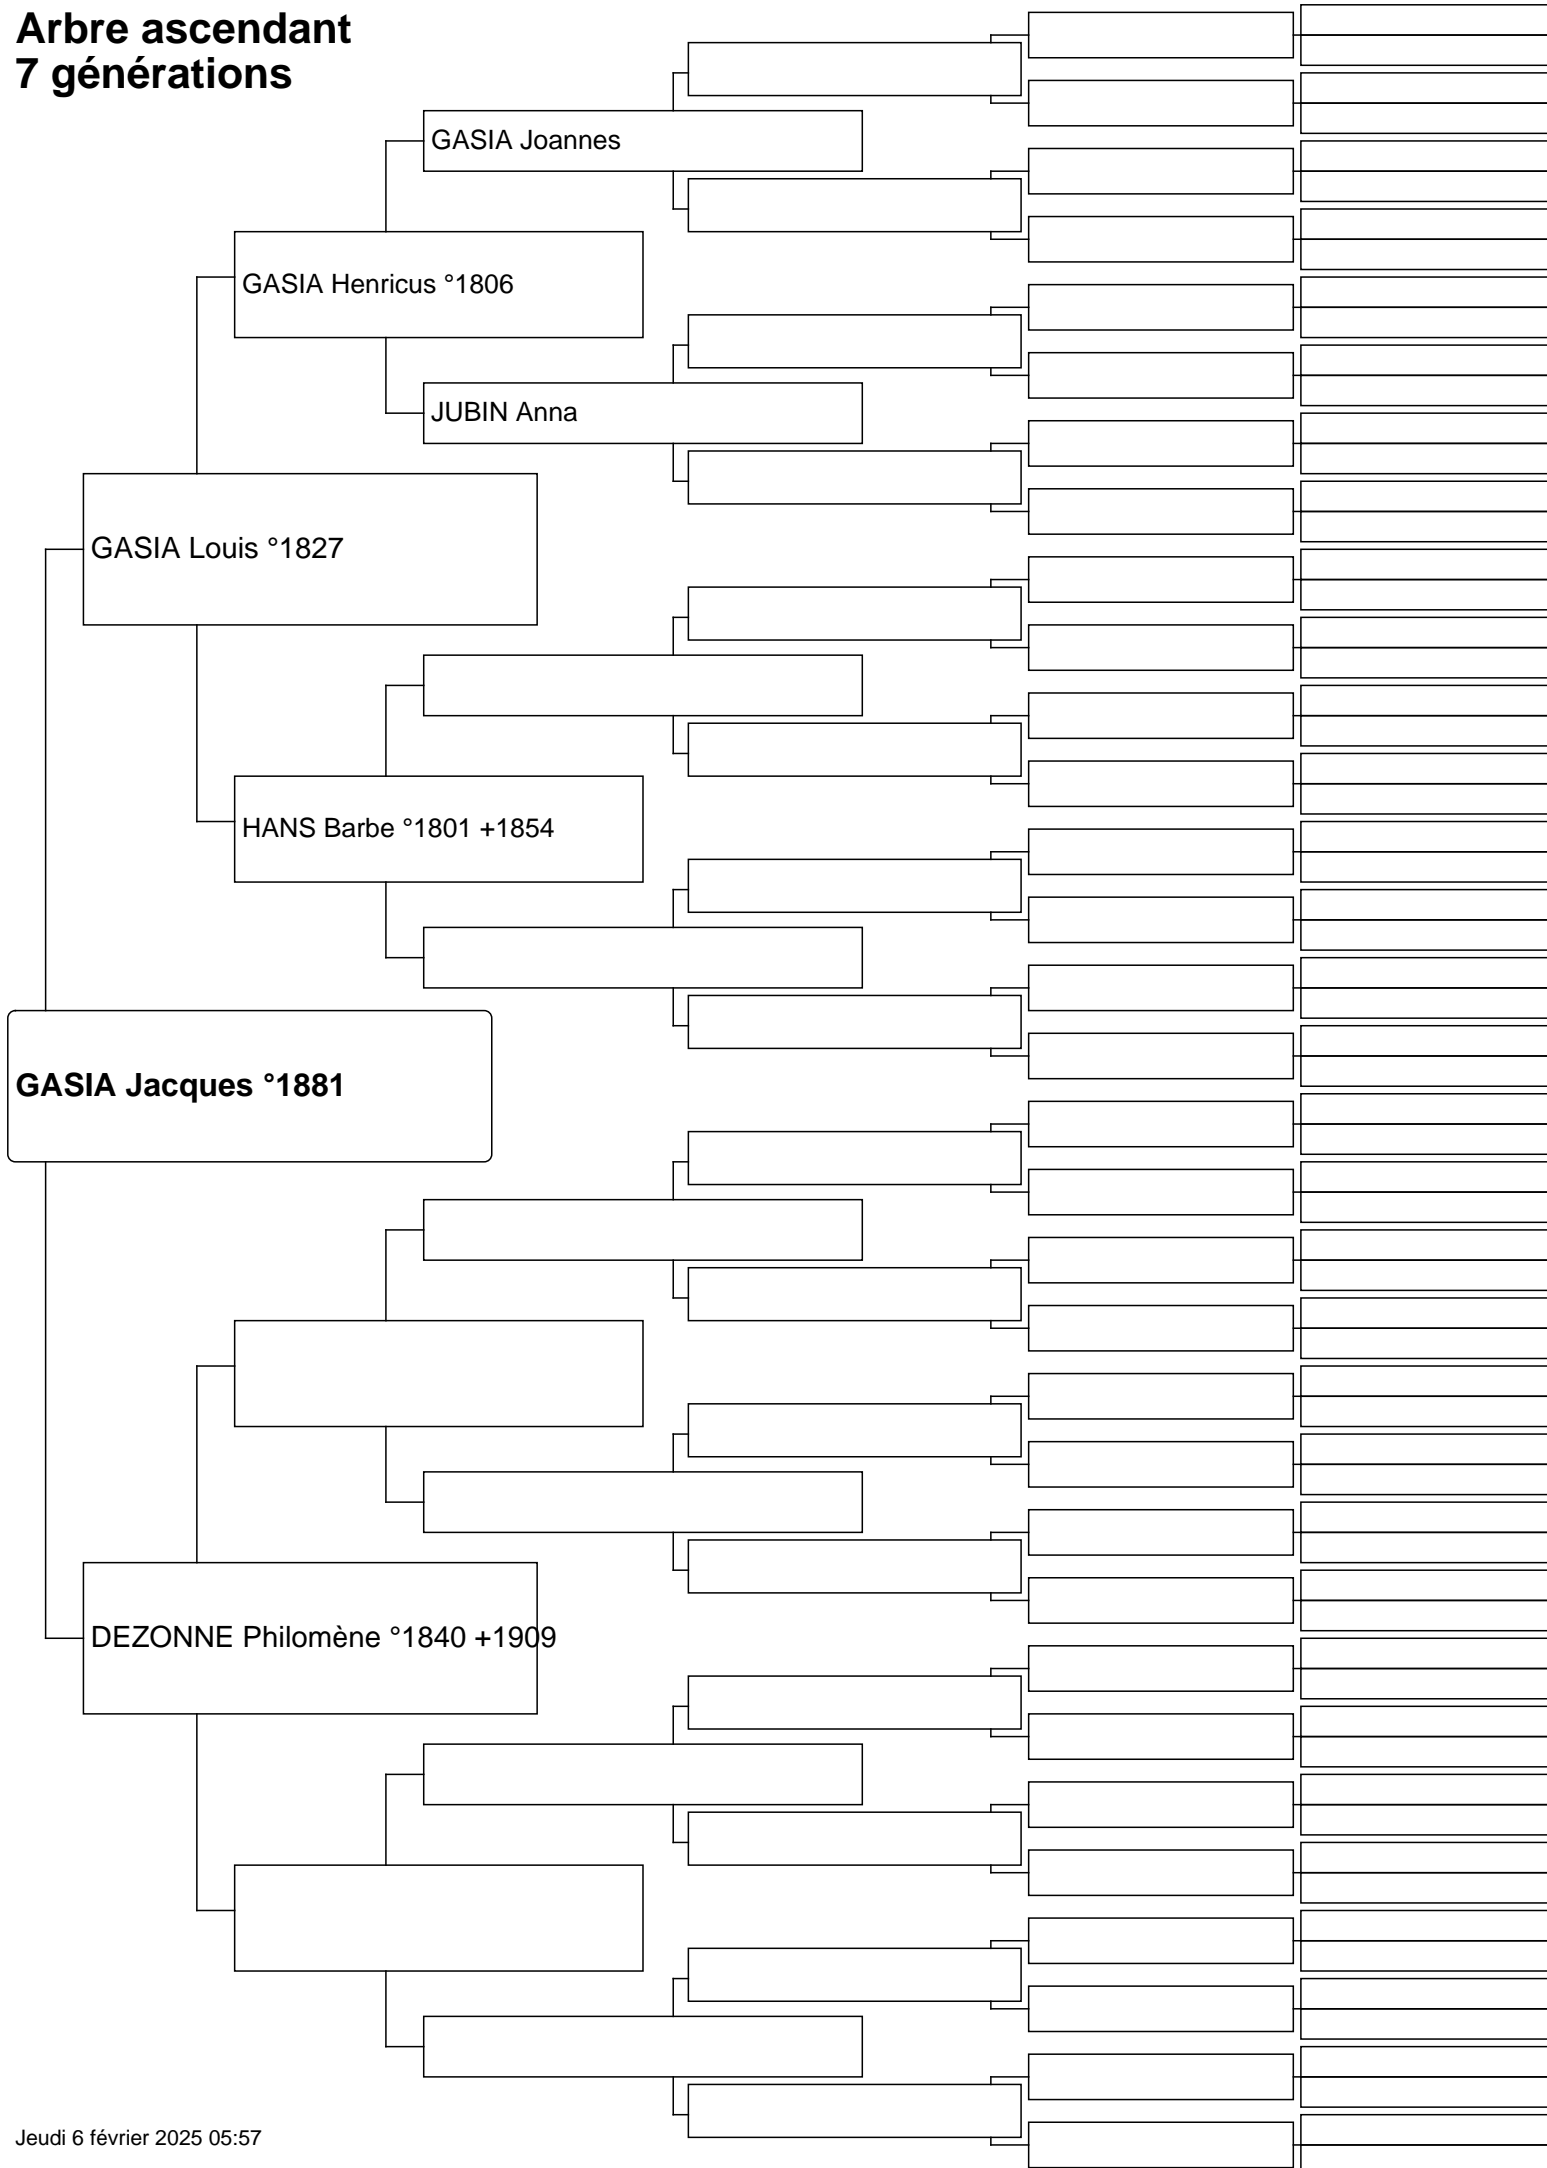 Arbre ascendant
7 générations
GASIA Joannes
GASIA Henricus °1806
JUBIN Anna
GASIA Louis °1827
HANS Barbe °1801 +1854
GASIA Jacques °1881
DEZONNE Philomène °1840 +1909
Jeudi 6 février 2025 05:57